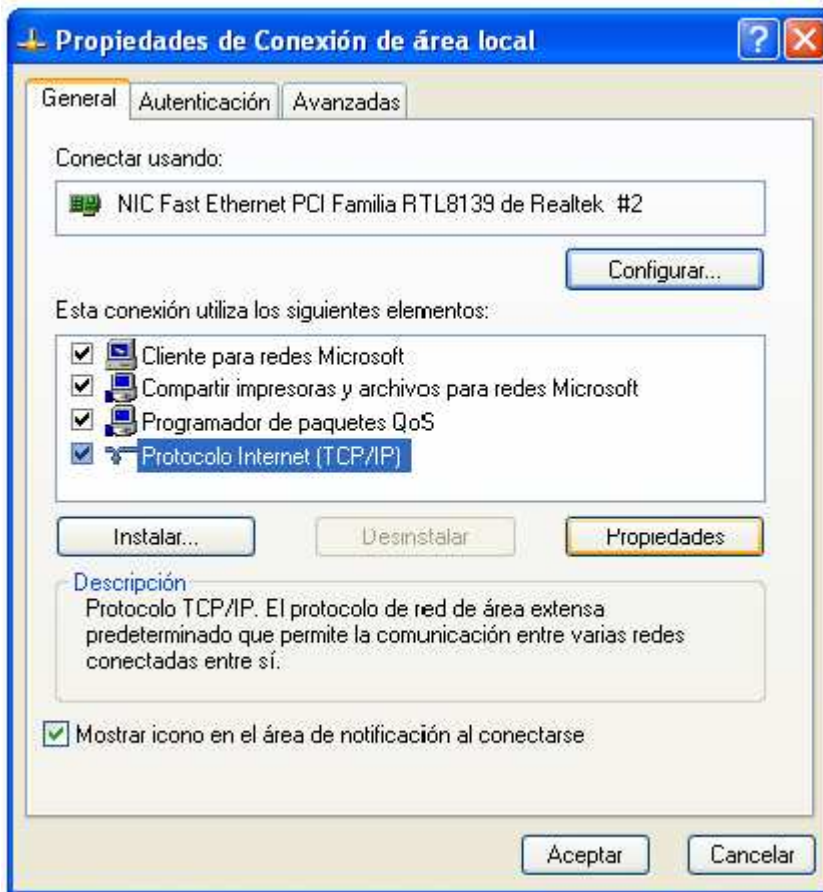 Propiedades de Conexión de área local
General Autenticación Avanzadas
Conectar usando:
NIC Fast Ethernet PCI Familia RTL8139 de Realtek #2
Configurar...
Esta conexión utiliza los siguientes elementos:
Cliente para redes Microsoft
Compartir impresoras y archivos para redes Microsoft
Programador de paquetes QoS
Protocolo Internet (TCP/IP)
Instalar... Desinstalar Propiedades
Descripción
Protocolo TCP/IP. El protocolo de red de área extensa
predeterminado que permite la comunicación entre varias redes
conectadas entre sí.
Mostrar icono en el área de notificación al conectarse
Aceptar Cancelar